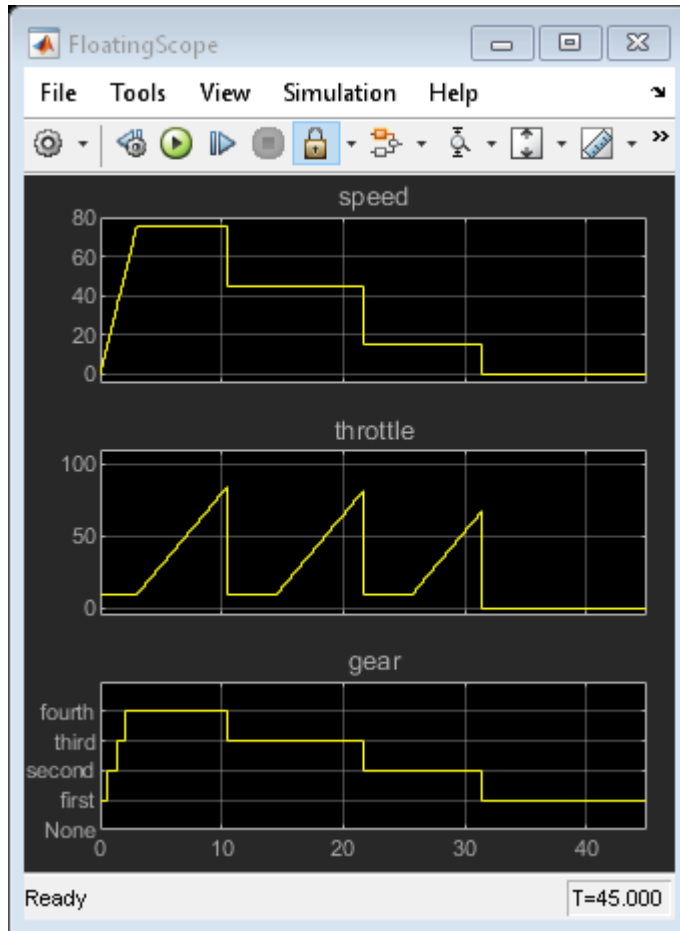 FloatingScope
File Tools View Simulation Help
speed
80
60
40
20
0
throttle
100
50
0
gear
fourth
third
second
first
None
0 10 20 30 40
Ready T=45.000